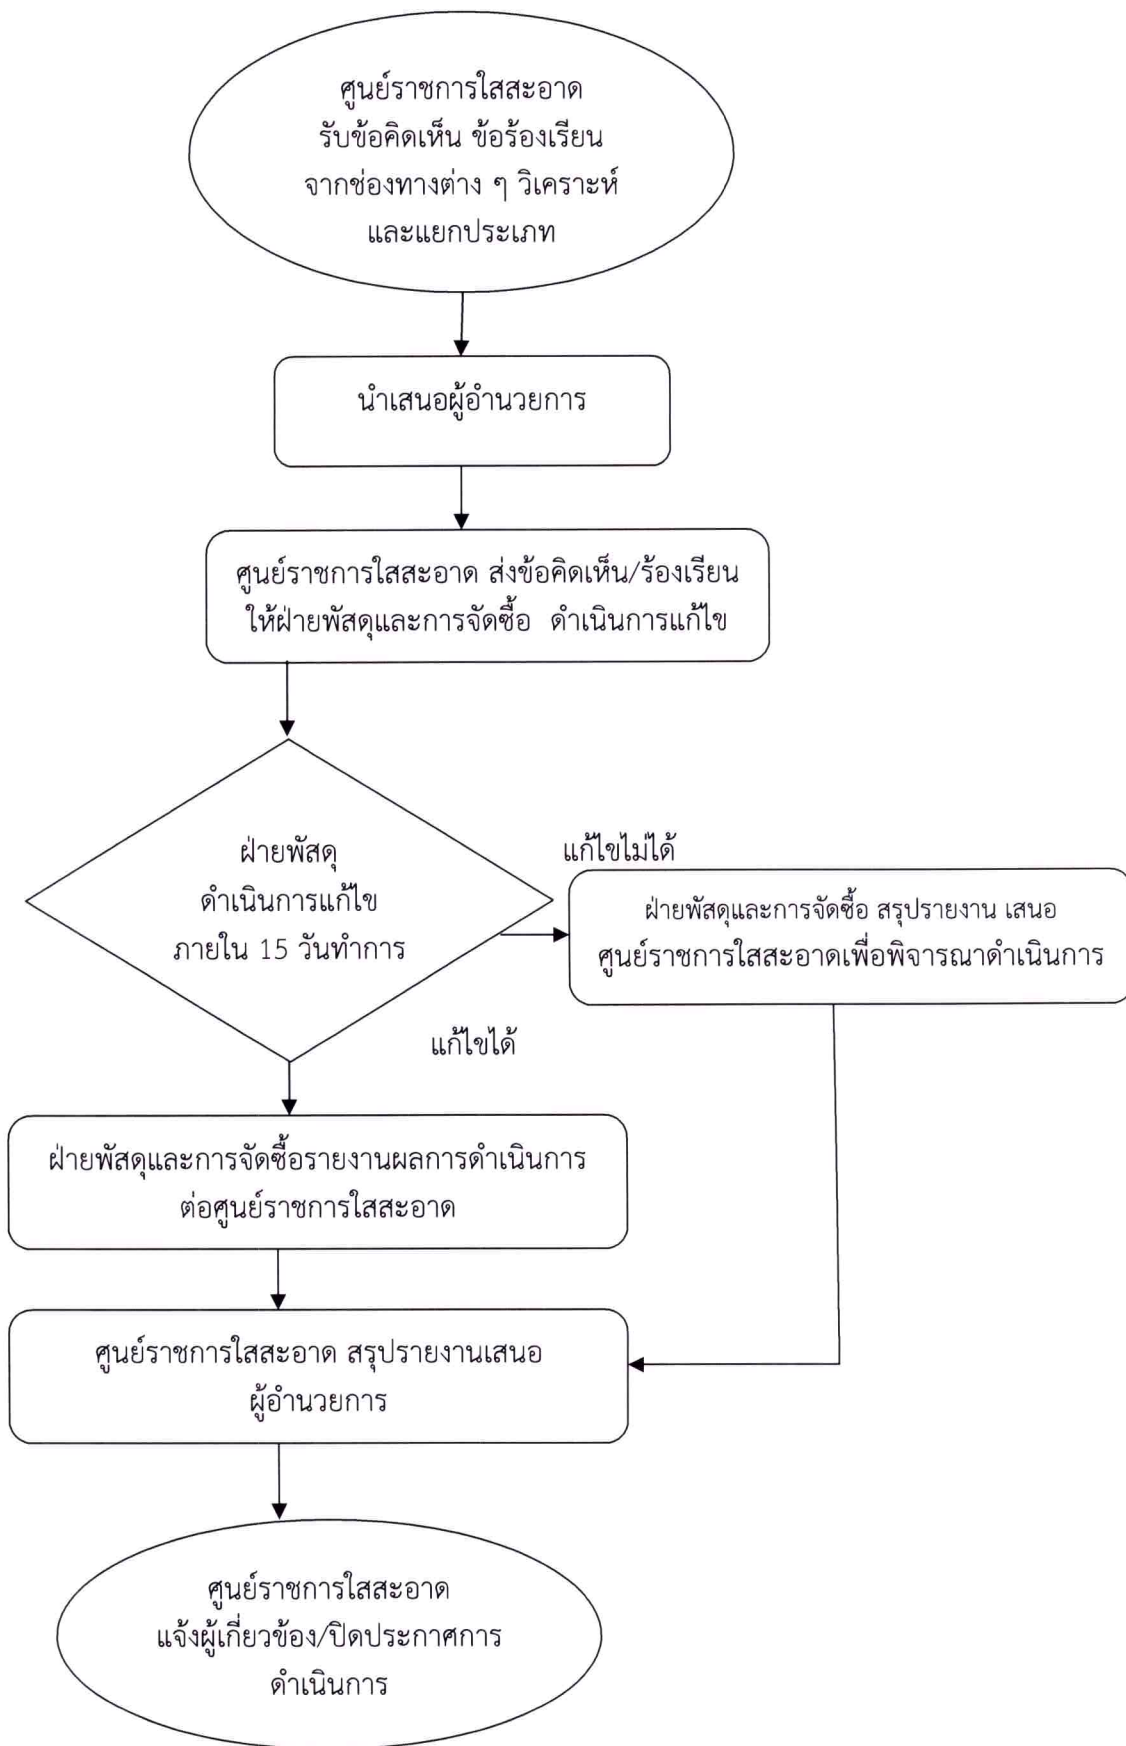 ศูนย์ราชการใสสะอาด
รับข้อคิดเห็น ข้อร้องเรียน
จากช่องทางต่าง ๆ วิเคราะห์
และแยกประเภท
นำเสนอผู้อำนวยการ
ศูนย์ราชการใสสะอาด ส่งข้อคิดเห็น/ร้องเรียน
ให้ฝ่ายพัสดุและการจัดซื้อ ดำเนินการแก้ไข
ฝ่ายพัสดุ
ดำเนินการแก้ไข
ภายใน 15 วันทำการ
แก้ไขไม่ได้
ฝ่ายพัสดุและการจัดซื้อ สรุปรายงาน เสนอ
ศูนย์ราชการใสสะอาดเพื่อพิจารณาดำเนินการ
แก้ไขได้
ฝ่ายพัสดุและการจัดซื้อรายงานผลการดำเนินการ
ต่อศูนย์ราชการใสสะอาด
ศูนย์ราชการใสสะอาด สรุปรายงานเสนอ
ผู้อำนวยการ
ศูนย์ราชการใสสะอาด
แจ้งผู้เกี่ยวข้อง/ปิดประกาศการ
ดำเนินการ